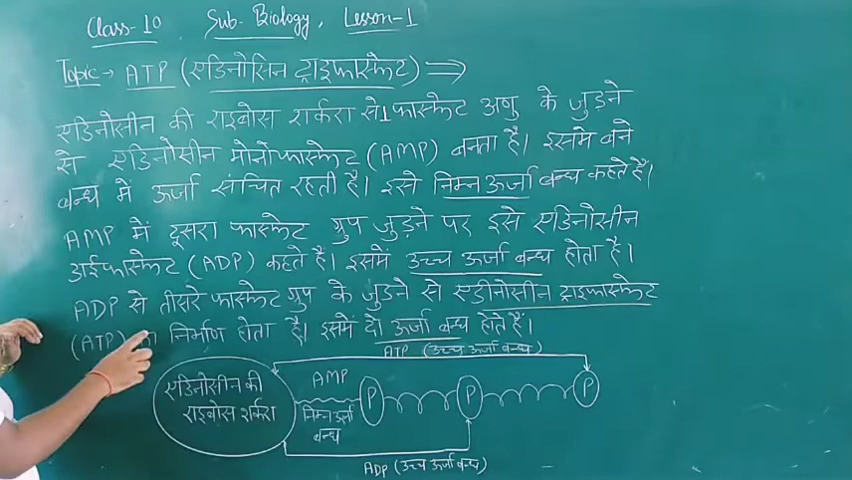 Class-10 Sub- Biology, Lesson-1
Topic → ATP (एडिनोसिन ट्राइफास्फेट) ⇒
एडिनोसीन की राइबोस शर्करा से 1 फास्फेट अणु के जुड़ने
से एडिनोसीन मोनोफास्फेट (AMP) बनता है। इसमे बने
बन्ध में ऊर्जा संचित रहती है। इसे निम्न ऊर्जा बन्ध कहते हैं।
AMP में दूसरा फास्फेट ग्रुप जुड़ने पर इसे एडिनोसीन
डाईफास्फेट (ADP) कहते हैं। इसमें उच्च ऊर्जा बन्ध होता है।
ADP से तीसरे फास्फेट ग्रुप के जुडने से एडीनोसीन ट्राइफास्फेट
(ATP) का निर्माण होता है। इसमें दो ऊर्जा बन्ध होते हैं।
ATP (उच्च ऊर्जा बन्ध)
एडिनोसीन की
राइबोस शर्करा
AMP
निम्न ऊर्जा
बन्ध
P P P
ADP (उच्च ऊर्जा बन्ध)